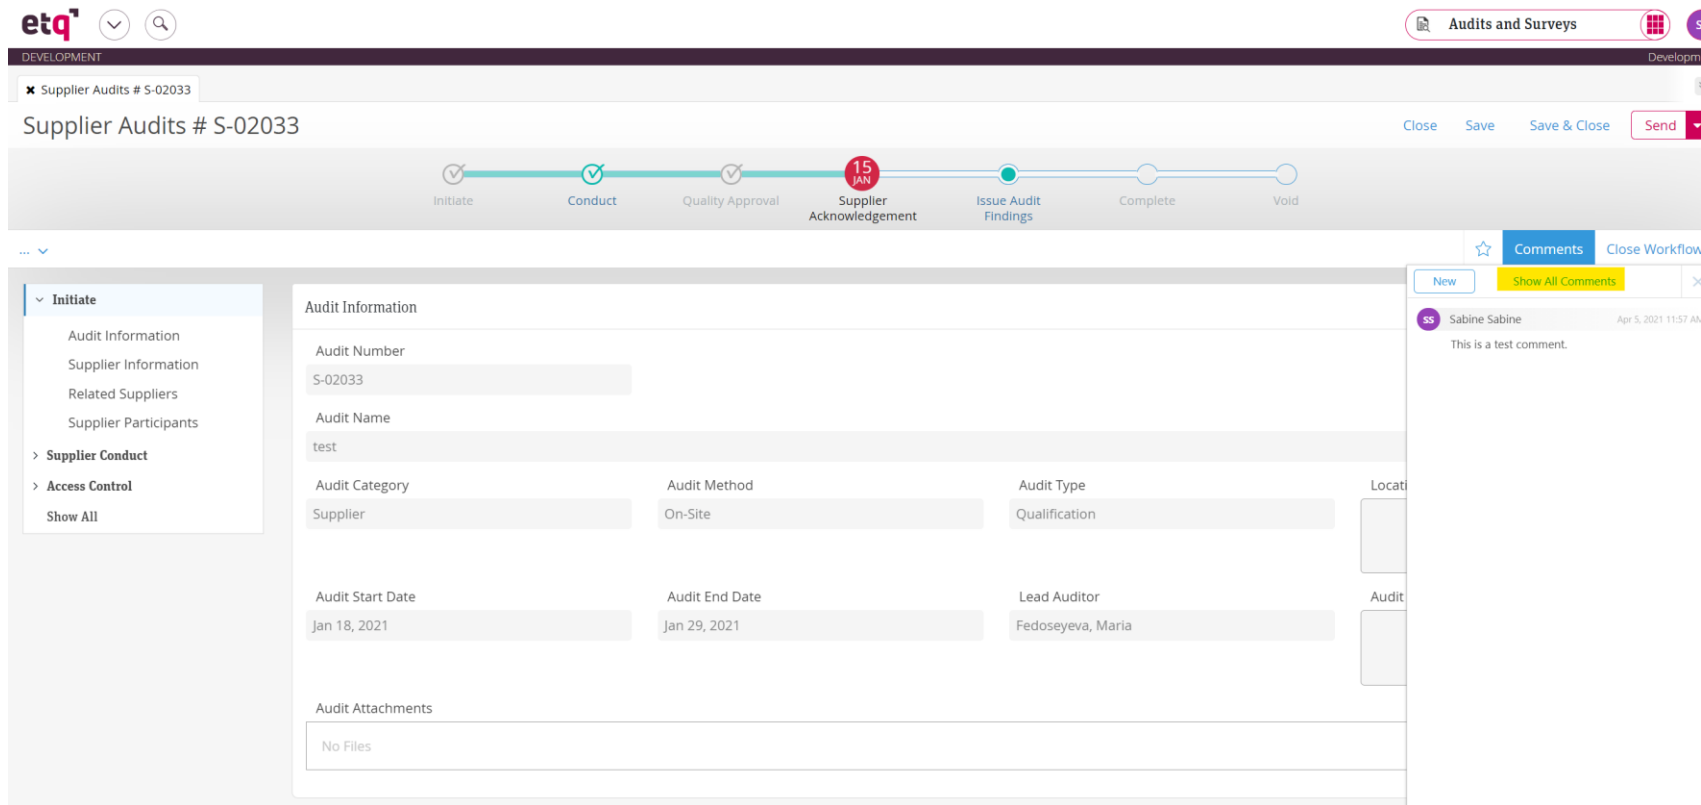 etq
Audits and Surveys
DEVELOPMENT
Supplier Audits # S-02033
Supplier Audits # S-02033
Close
Save
Save & Close
Send
15
JAN
Initiate
Conduct
Quality Approval
Supplier
Acknowledgement
Issue Audit
Findings
Complete
Void
...
Comments
Close Workflow
New
Show All Comments
SS
Sabine Sabine
Apr 5, 2021 11:57 AM
This is a test comment.
Initiate
Audit Information
Supplier Information
Related Suppliers
Supplier Participants
Supplier Conduct
Access Control
Show All
Audit Information
Audit Number
S-02033
Audit Name
test
Audit Category
Audit Method
Audit Type
Supplier
On-Site
Qualification
Audit Start Date
Audit End Date
Lead Auditor
Audit
Jan 18, 2021
Jan 29, 2021
Fedoseyeva, Maria
Audit Attachments
No Files